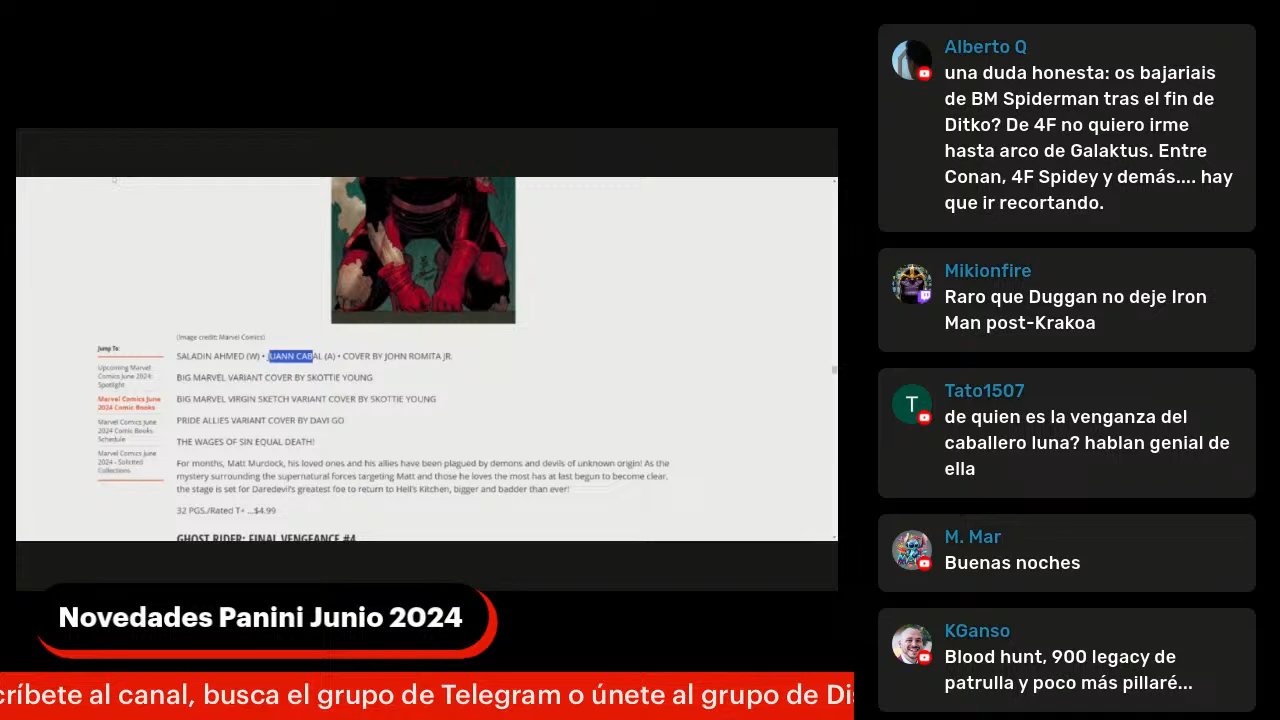 (Image credit: Marvel Comics)
Jump To:
Upcoming Marvel
Comics June 2024:
Spotlight
Marvel Comics June
2024 Comic Books
Marvel Comics June
2024 Comic Books
Schedule
Marvel Comics June
2024 - Solicited
Collections
SALADIN AHMED (W) • JUANN CABAL (A) • COVER BY JOHN ROMITA JR.
BIG MARVEL VARIANT COVER BY SKOTTIE YOUNG
BIG MARVEL VIRGIN SKETCH VARIANT COVER BY SKOTTIE YOUNG
PRIDE ALLIES VARIANT COVER BY DAVI GO
THE WAGES OF SIN EQUAL DEATH!
For months, Matt Murdock, his loved ones and his allies have been plagued by demons and devils of unknown origin! As the
mystery surrounding the supernatural forces targeting Matt and those he loves the most has at last begun to become clear,
the stage is set for Daredevil's greatest foe to return to Hell's Kitchen, bigger and badder than ever!
32 PGS./Rated T+ ...$4.99
GHOST RIDER: FINAL VENGEANCE #4
Novedades Panini Junio 2024
críbete al canal, busca el grupo de Telegram o únete al grupo de Di
Alberto Q
una duda honesta: os bajariais
de BM Spiderman tras el fin de
Ditko? De 4F no quiero irme
hasta arco de Galaktus. Entre
Conan, 4F Spidey y demás.... hay
que ir recortando.
Mikionfire
Raro que Duggan no deje Iron
Man post-Krakoa
T
Tato1507
de quien es la venganza del
caballero luna? hablan genial de
ella
M. Mar
Buenas noches
KGanso
Blood hunt, 900 legacy de
patrulla y poco más pillaré...